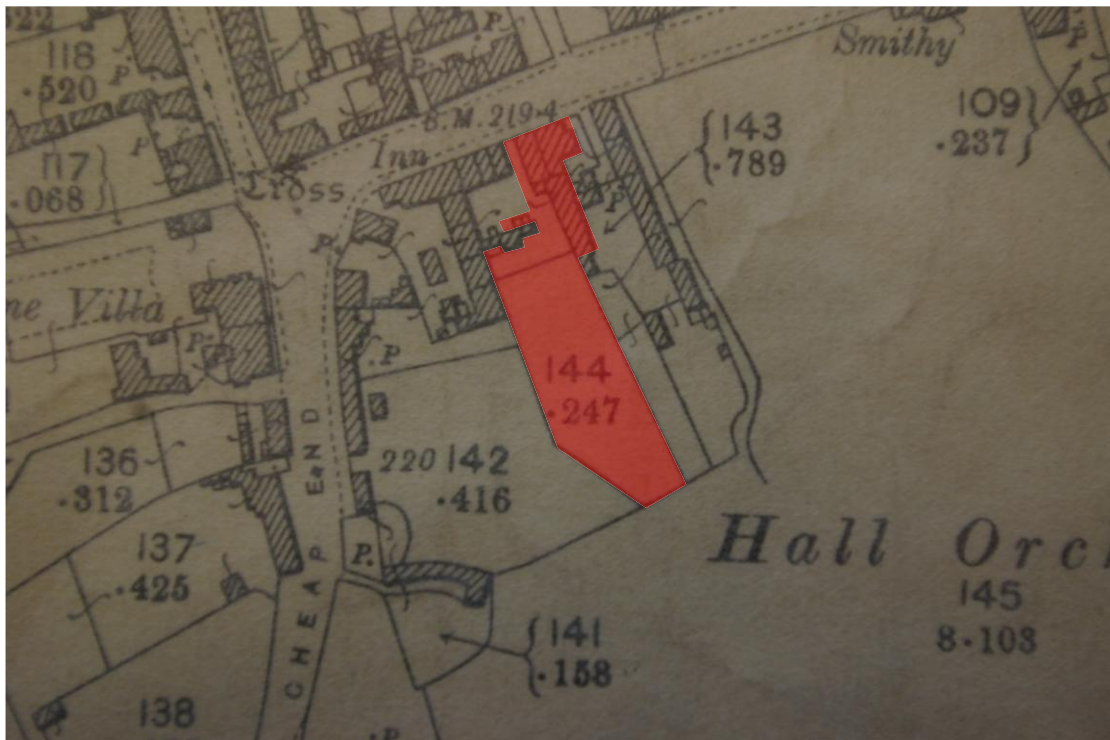 118
·520
P
117
·068
Cross
Inn
B.M. 219·4
P.
P.
Smithy
P
109
·237
143
·789
P
P.
ne Villa
P.
P
144
·247
136
·312
220 142
·416
137
·425
P.
CHEAP END
Hall Orc
145
8·103
141
·158
138
·P